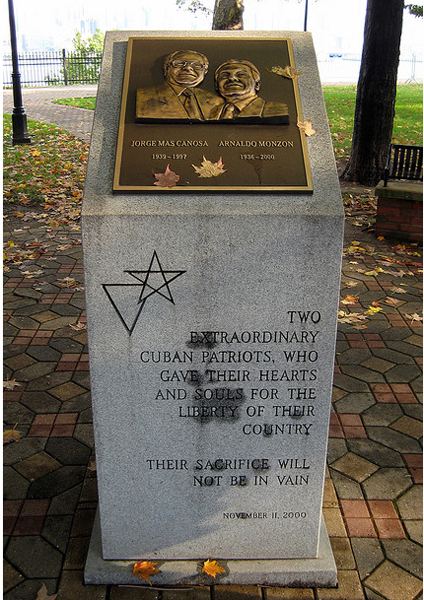 JORGE MAS CANOSA ARNALDO MONZON
1939 - 1997 1936 - 2000
TWO
EXTRAORDINARY
CUBAN PATRIOTS, WHO
GAVE THEIR HEARTS
AND SOULS FOR THE
LIBERTY OF THEIR
COUNTRY
THEIR SACRIFICE WILL
NOT BE IN VAIN
NOVEMBER 11, 2000